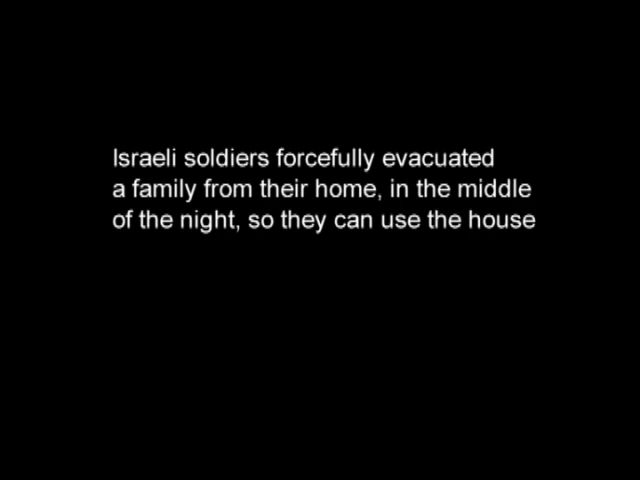 Israeli soldiers forcefully evacuated
a family from their home, in the middle
of the night, so they can use the house